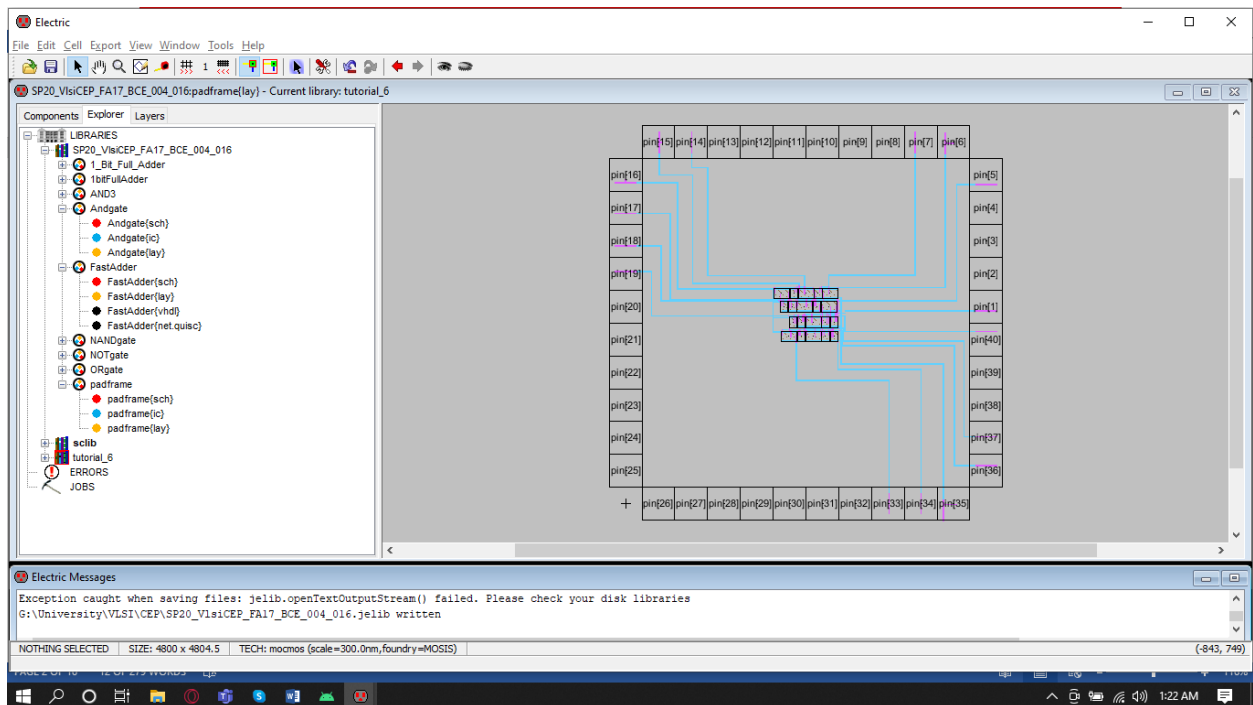 Electric
File Edit Cell Export View Window Tools Help
1
SP20_VlsiCEP_FA17_BCE_004_016:padframe{lay} - Current library: tutorial_6
Components Explorer Layers
LIBRARIES
SP20_VlsiCEP_FA17_BCE_004_016
1_Bit_Full_Adder
1bitFullAdder
AND3
Andgate
Andgate{sch}
Andgate{ic}
Andgate{lay}
FastAdder
FastAdder{sch}
FastAdder{lay}
FastAdder{vhdl}
FastAdder{net.quisc}
NANDgate
NOTgate
ORgate
padframe
padframe{sch}
padframe{ic}
padframe{lay}
sclib
tutorial_6
ERRORS
JOBS
pin[15] pin[14] pin[13] pin[12] pin[11] pin[10] pin[9] pin[8] pin[7] pin[6]
pin[16] pin[5]
pin[17] pin[4]
pin[18] pin[3]
pin[19] pin[2]
pin[20] pin[1]
pin[21] pin[40]
pin[22] pin[39]
pin[23] pin[38]
pin[24] pin[37]
pin[25] pin[36]
pin[26] pin[27] pin[28] pin[29] pin[30] pin[31] pin[32] pin[33] pin[34] pin[35]
Electric Messages
Exception caught when saving files: jelib.openTextOutputStream() failed. Please check your disk libraries
G:\University\VLSI\CEP\SP20_VlsiCEP_FA17_BCE_004_016.jelib written
NOTHING SELECTED SIZE: 4800 x 4804.5 TECH: mocmos (scale=300.0nm,foundry=MOSIS) (-843, 749)
1:22 AM